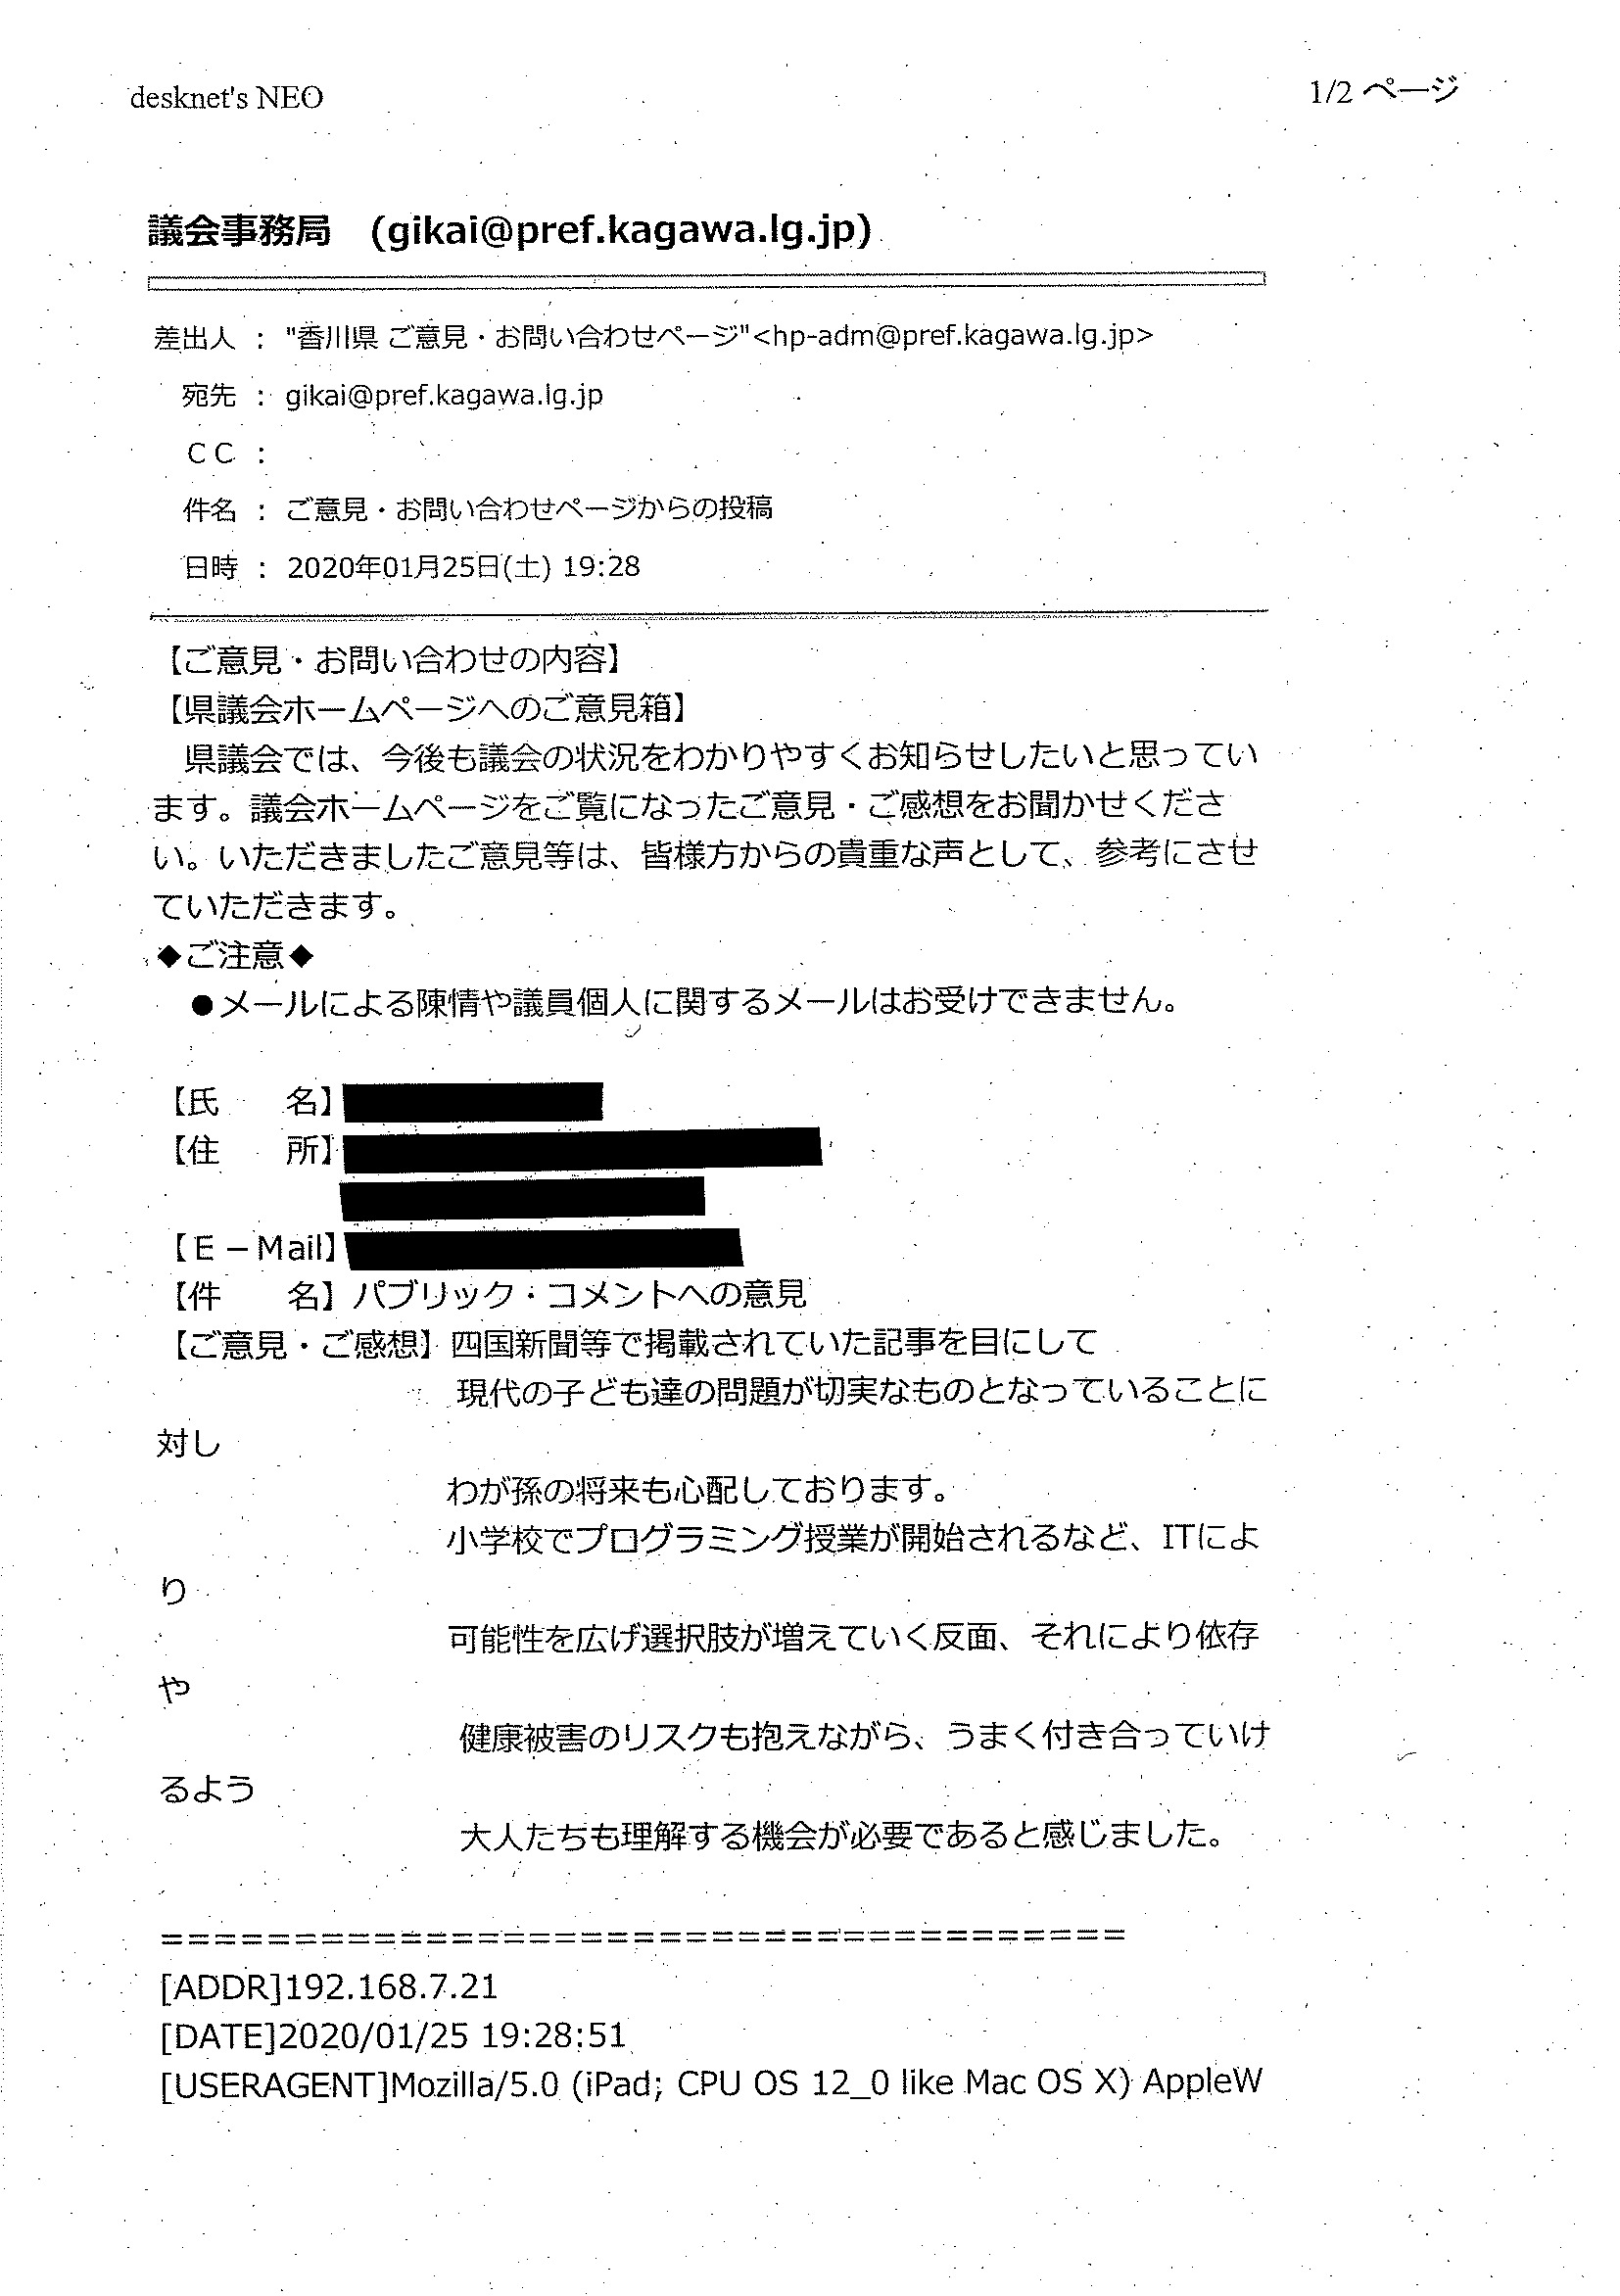 desknet's NEO
1/2 ページ
議会事務局　(gikai@pref.kagawa.lg.jp)
差出人 ： "香川県 ご意見・お問い合わせページ"<hp-adm@pref.kagawa.lg.jp>
宛先 ： gikai@pref.kagawa.lg.jp
ＣＣ ：
件名 ： ご意見・お問い合わせページからの投稿
日時 ： 2020年01月25日(土) 19:28
【ご意見・お問い合わせの内容】
【県議会ホームページへのご意見箱】
　県議会では、今後も議会の状況をわかりやすくお知らせしたいと思ってい
ます。議会ホームページをご覧になったご意見・ご感想をお聞かせくださ
い。いただきましたご意見等は、皆様方からの貴重な声として、参考にさせ
ていただきます。
◆ご注意◆
　●メールによる陳情や議員個人に関するメールはお受けできません。
【氏　　名】
【住　　所】
【Ｅ－Mail】
【件　　名】パブリック・コメントへの意見
【ご意見・ご感想】四国新聞等で掲載されていた記事を目にして
現代の子ども達の問題が切実なものとなっていることに
対し
わが孫の将来も心配しております。
小学校でプログラミング授業が開始されるなど、ITによ
り
可能性を広げ選択肢が増えていく反面、それにより依存
や
健康被害のリスクも抱えながら、うまく付き合っていけ
るよう
大人たちも理解する機会が必要であると感じました。
=====================================
[ADDR]192.168.7.21
[DATE]2020/01/25 19:28:51
[USERAGENT]Mozilla/5.0 (iPad; CPU OS 12_0 like Mac OS X) AppleW